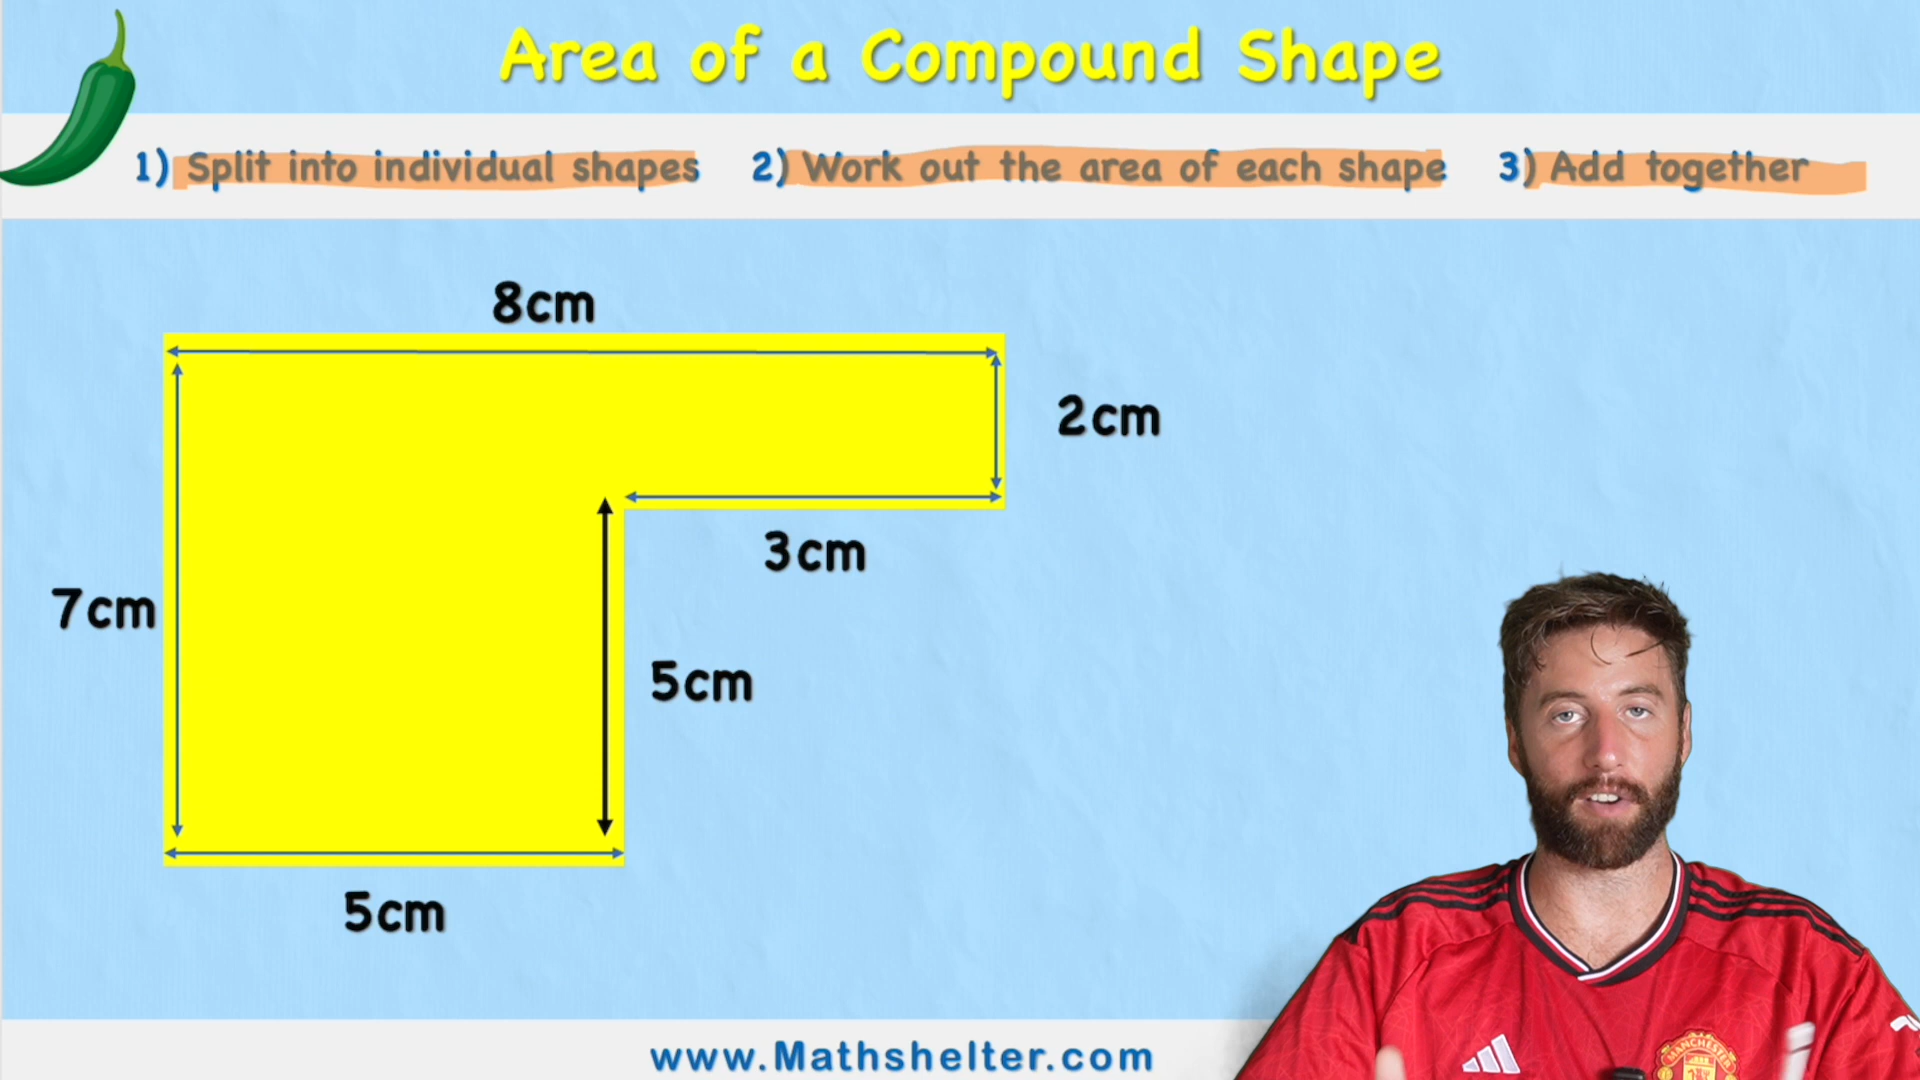 Area of a Compound Shape
1) Split into individual shapes 2) Work out the area of each shape 3) Add together
8cm
2cm
3cm
7cm
5cm
5cm
www.Mathshelter.com
MANCHESTER